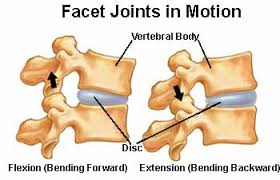 Facet Joints in Motion
Vertebral Body
Disc
Flexion (Bending Forward)
Extension (Bending Backward)